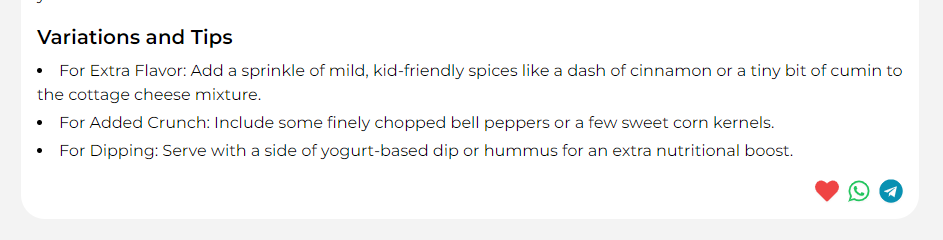 Variations and Tips
• For Extra Flavor: Add a sprinkle of mild, kid-friendly spices like a dash of cinnamon or a tiny bit of cumin to
the cottage cheese mixture.
• For Added Crunch: Include some finely chopped bell peppers or a few sweet corn kernels.
• For Dipping: Serve with a side of yogurt-based dip or hummus for an extra nutritional boost.